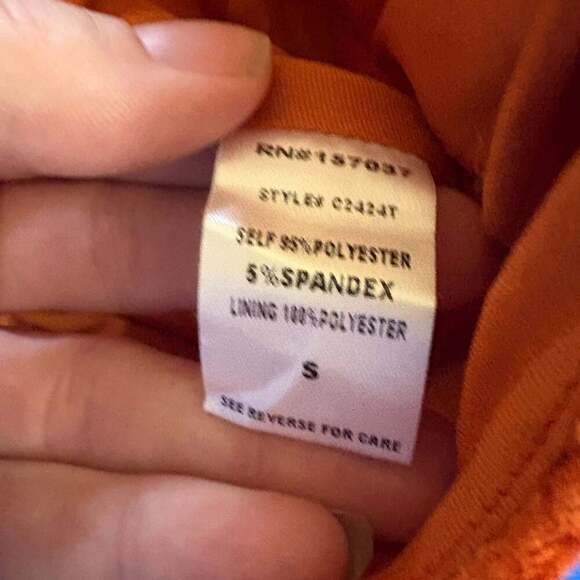 RN#157037
STYLE# C2424T
SELF 95%POLYESTER
5%SPANDEX
LINING 100%POLYESTER
S
SEE REVERSE FOR CARE